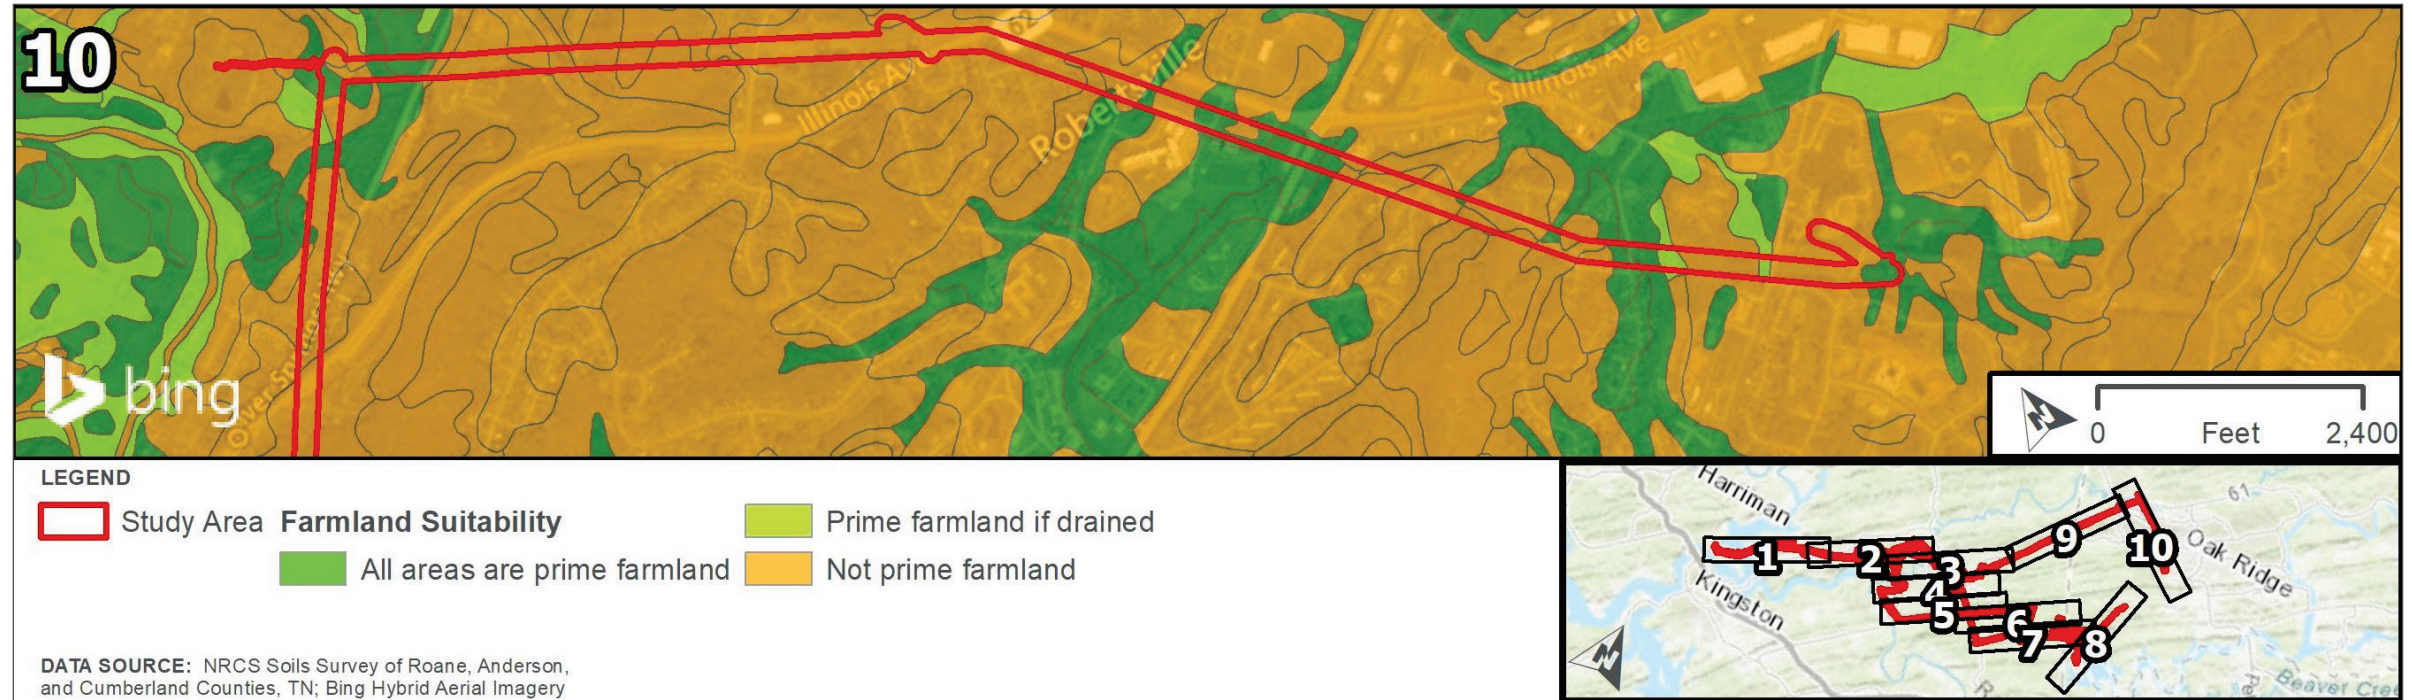 10
62
Illinois Av
Robertsville
S Illinois Ave
bing
N
0 Feet 2,400
LEGEND
Study Area
Farmland Suitability
All areas are prime farmland
Prime farmland if drained
Not prime farmland
DATA SOURCE: NRCS Soils Survey of Roane, Anderson,
and Cumberland Counties, TN; Bing Hybrid Aerial Imagery
Harriman
Kingston
61
Oak Ridge
1
2
3
4
5
6
7
8
9
10
N
Beaver Cree